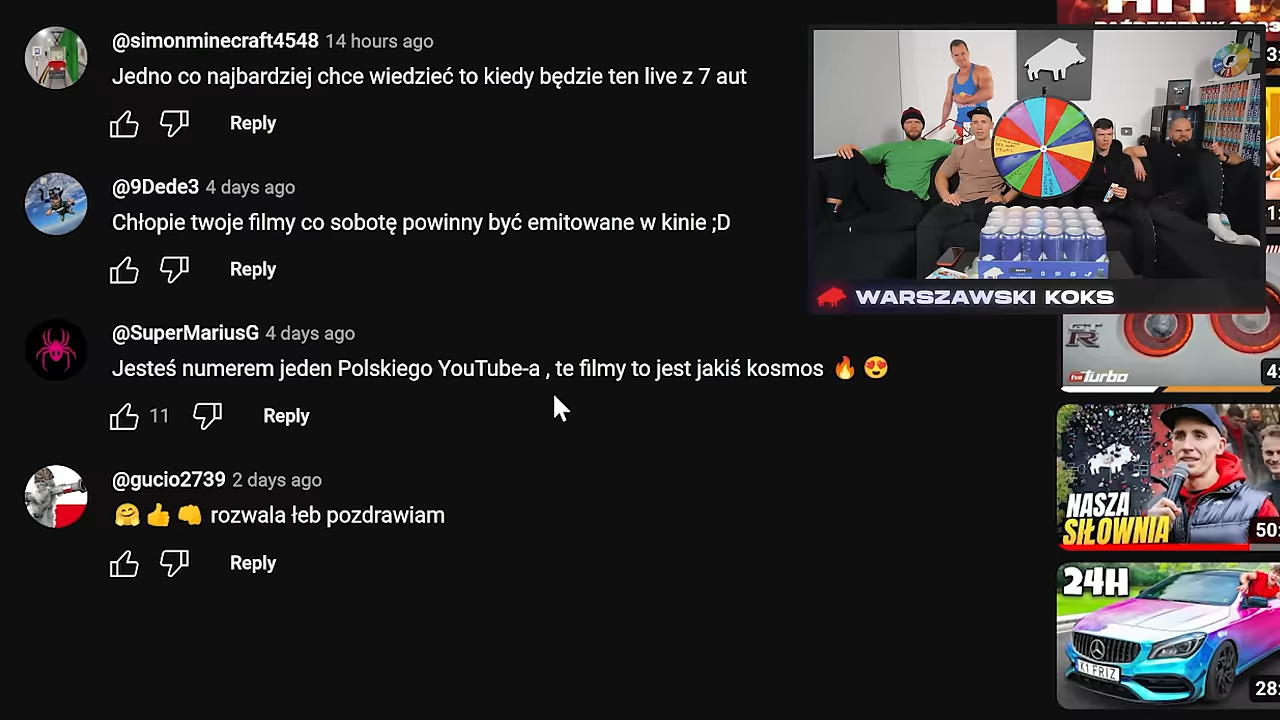 @simonminecraft4548 14 hours ago
Jedno co najbardziej chce wiedzieć to kiedy będzie ten live z 7 aut
Reply
@9Dede3 4 days ago
Chłopie twoje filmy co sobotę powinny być emitowane w kinie ;D
Reply
@SuperMariusG 4 days ago
Jesteś numerem jeden Polskiego YouTube-a , te filmy to jest jakiś kosmos 🔥 😍
11 Reply
@gucio2739 2 days ago
🤗👍👊 rozwala łeb pozdrawiam
Reply
WARSZAWSKI KOKS
GT
R
Turbo
NASZA
SIŁOWNIA
50:
24H
K1 FRIZ
28: